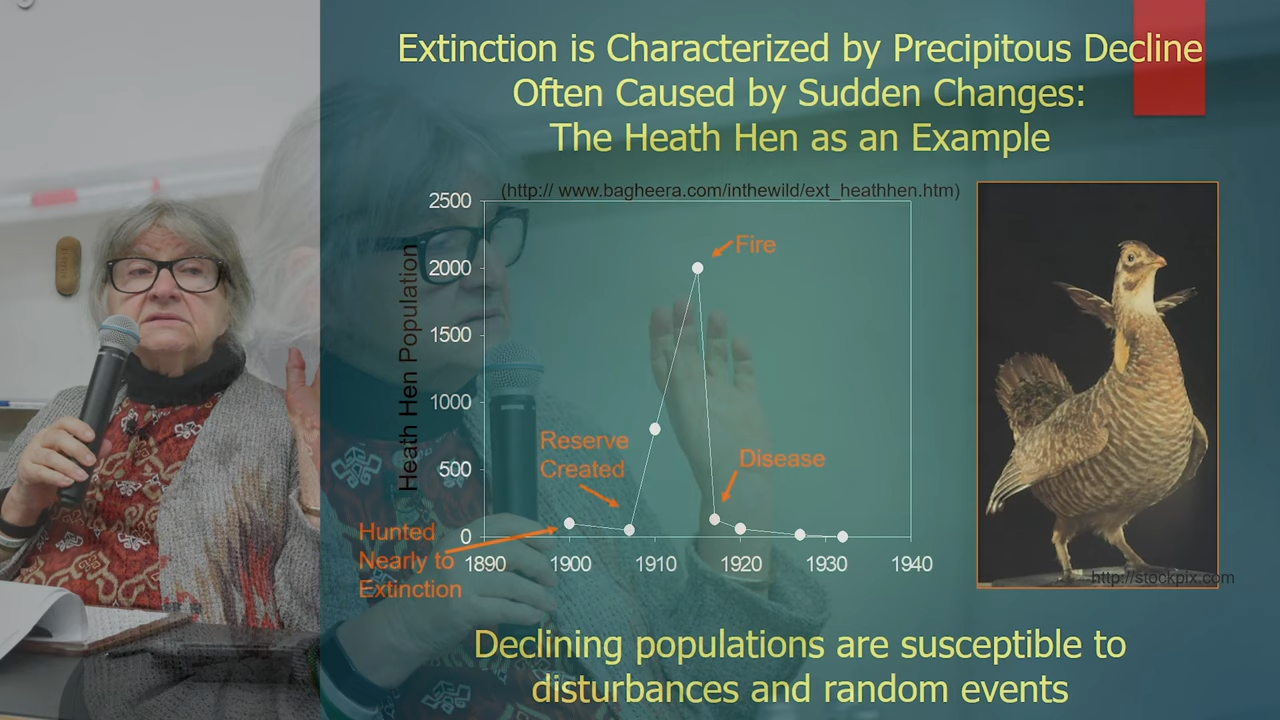 Extinction is Characterized by Precipitous Decline
Often Caused by Sudden Changes:
The Heath Hen as an Example
(http:// www.bagheera.com/inthewild/ext_heathhen.htm)
Heath Hen Population
2500
2000
1500
1000
500
0
1890
1900
1910
1920
1930
1940
Fire
Reserve
Created
Disease
Hunted
Nearly to
Extinction
http://stockpix.com
Declining populations are susceptible to
disturbances and random events